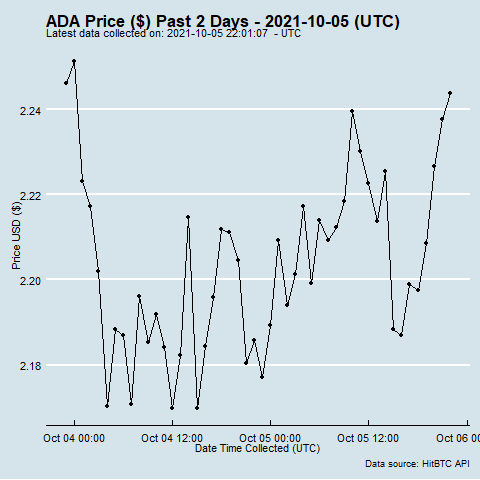 ADA Price ($) Past 2 Days - 2021-10-05 (UTC)
Latest data collected on: 2021-10-05 22:01:07 - UTC
Price USD ($)
2.24
2.22
2.20
2.18
Oct 04 00:00 Oct 04 12:00 Oct 05 00:00 Oct 05 12:00 Oct 06 00
Date Time Collected (UTC)
Data source: HitBTC API